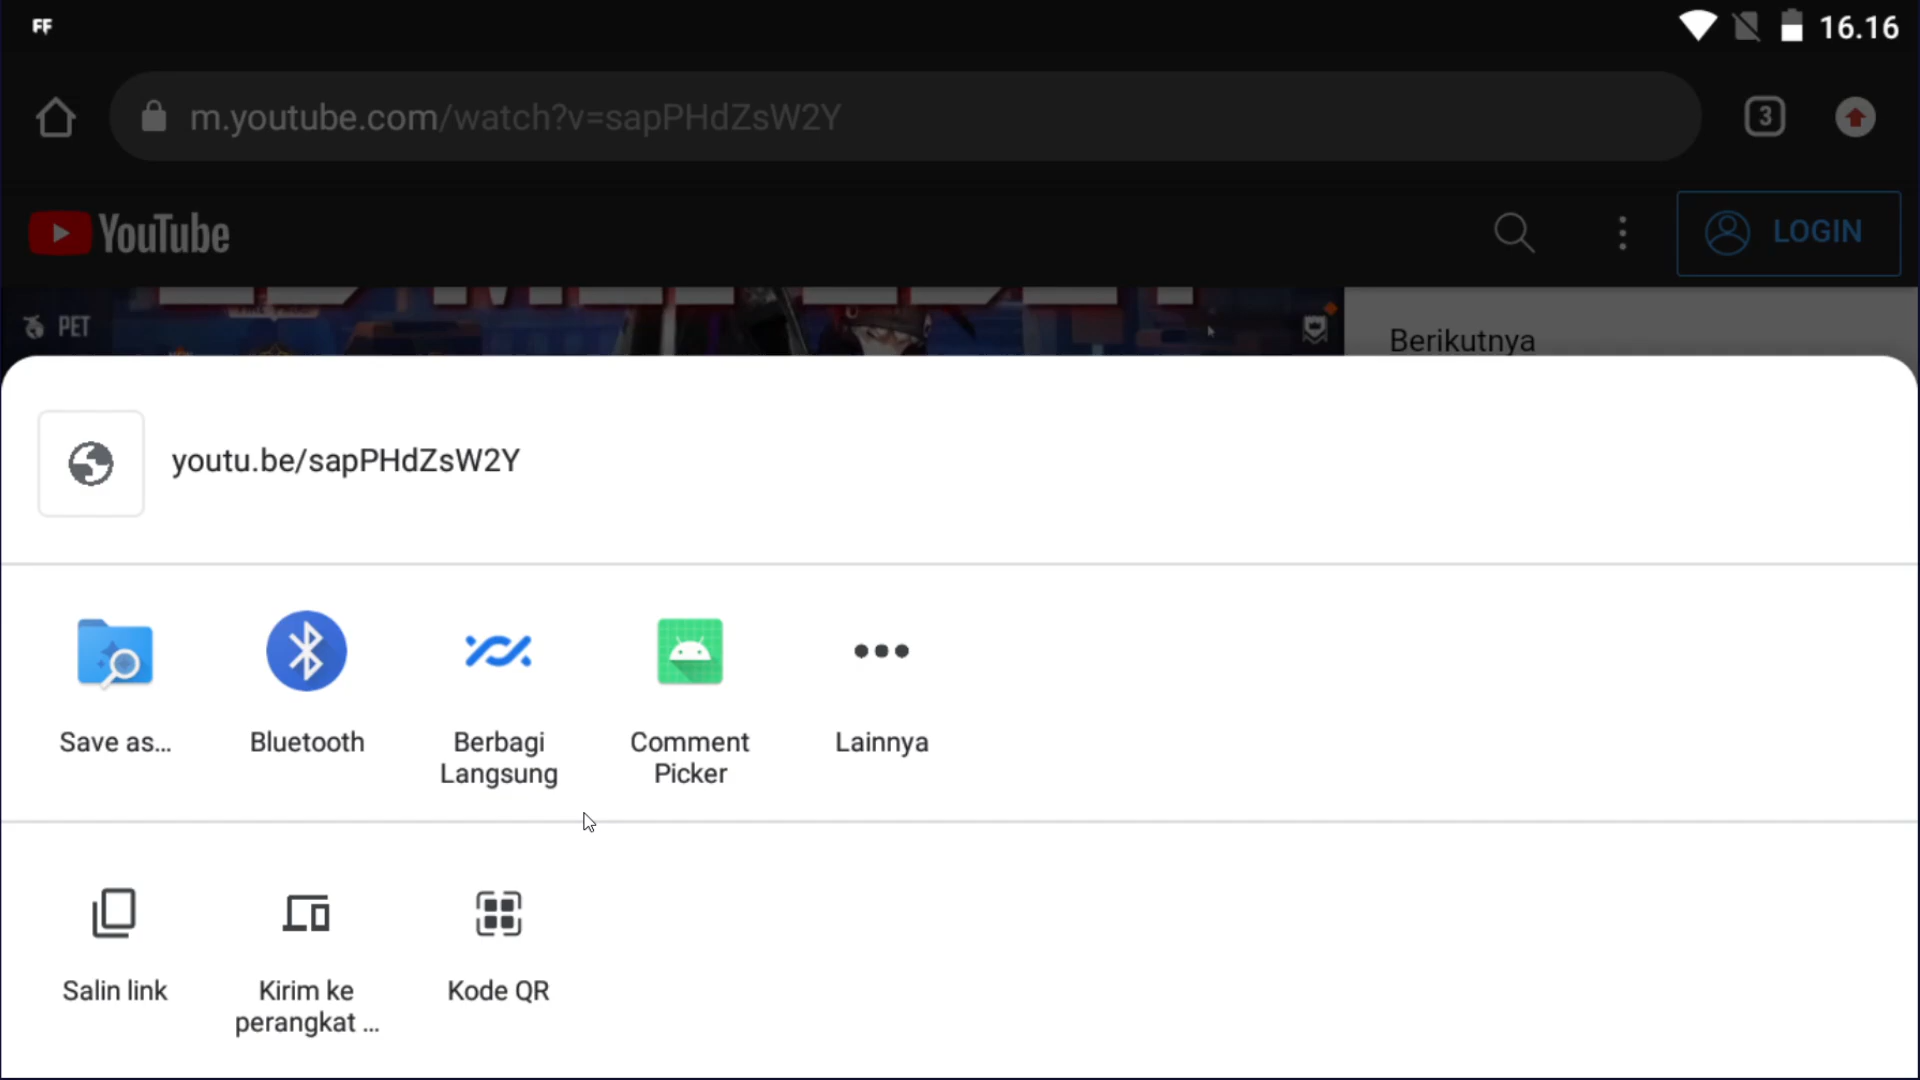 FF
16.16
m.youtube.com/watch?v=sapPHdZsW2Y
3
YouTube
LOGIN
PET
Berikutnya
youtu.be/sapPHdZsW2Y
Save as...
Bluetooth
Berbagi
Langsung
Comment
Picker
Lainnya
Salin link
Kirim ke
perangkat ...
Kode QR